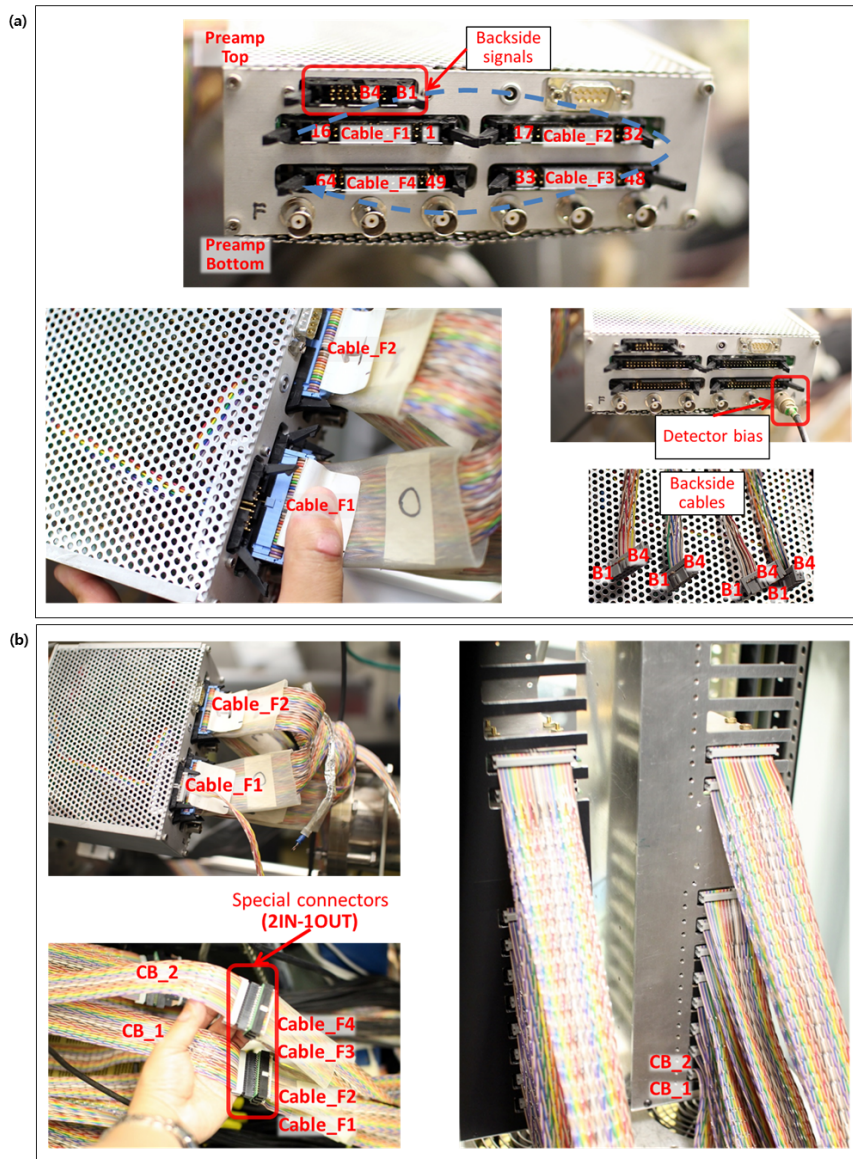 (a)
Preamp
Top
Backside
signals
B4 B1
16 Cable_F1 1 17 Cable_F2 32
64 Cable_F4 49 33 Cable_F3 48
A
Preamp
Bottom
Cable_F2
Cable_F1
F
Detector bias
Backside
cables
B1 B4 B1 B4 B1 B4 B1 B4
(b)
Cable_F2
Cable_F1
Special connectors
(2IN-1OUT)
CB_2
CB_1
Cable_F4
Cable_F3
Cable_F2
Cable_F1
CB_2
CB_1